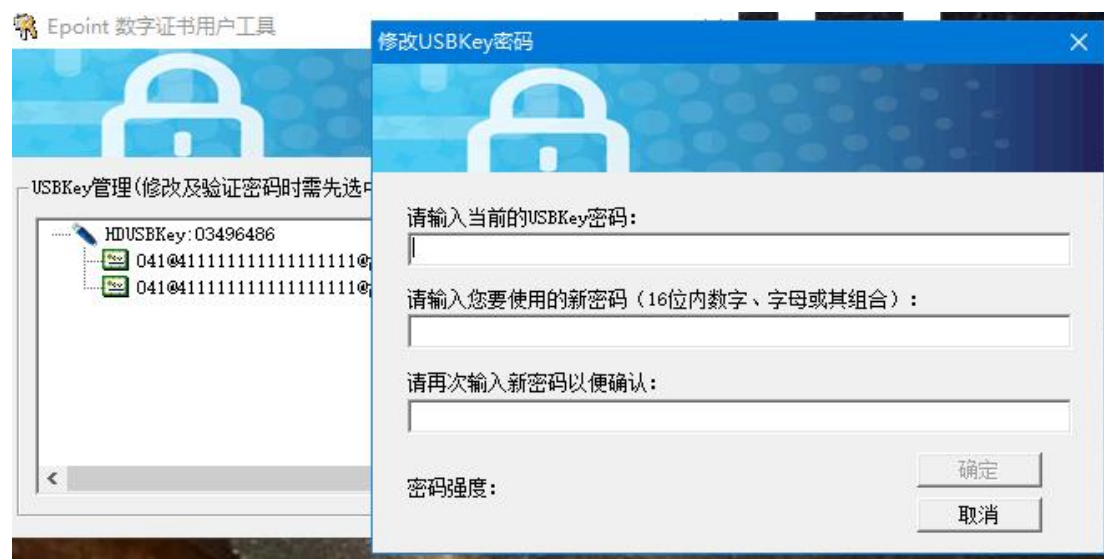 Epoint 数字证书用户工具
修改USBKey密码
USBKey管理(修改及验证密码时需先选
HDUSBKey:03496486
041@411111111111111111@
041@411111111111111111@
请输入当前的USBKey密码:
请输入您要使用的新密码（16位内数字、字母或其组合）:
请再次输入新密码以便确认:
密码强度:
确定
取消